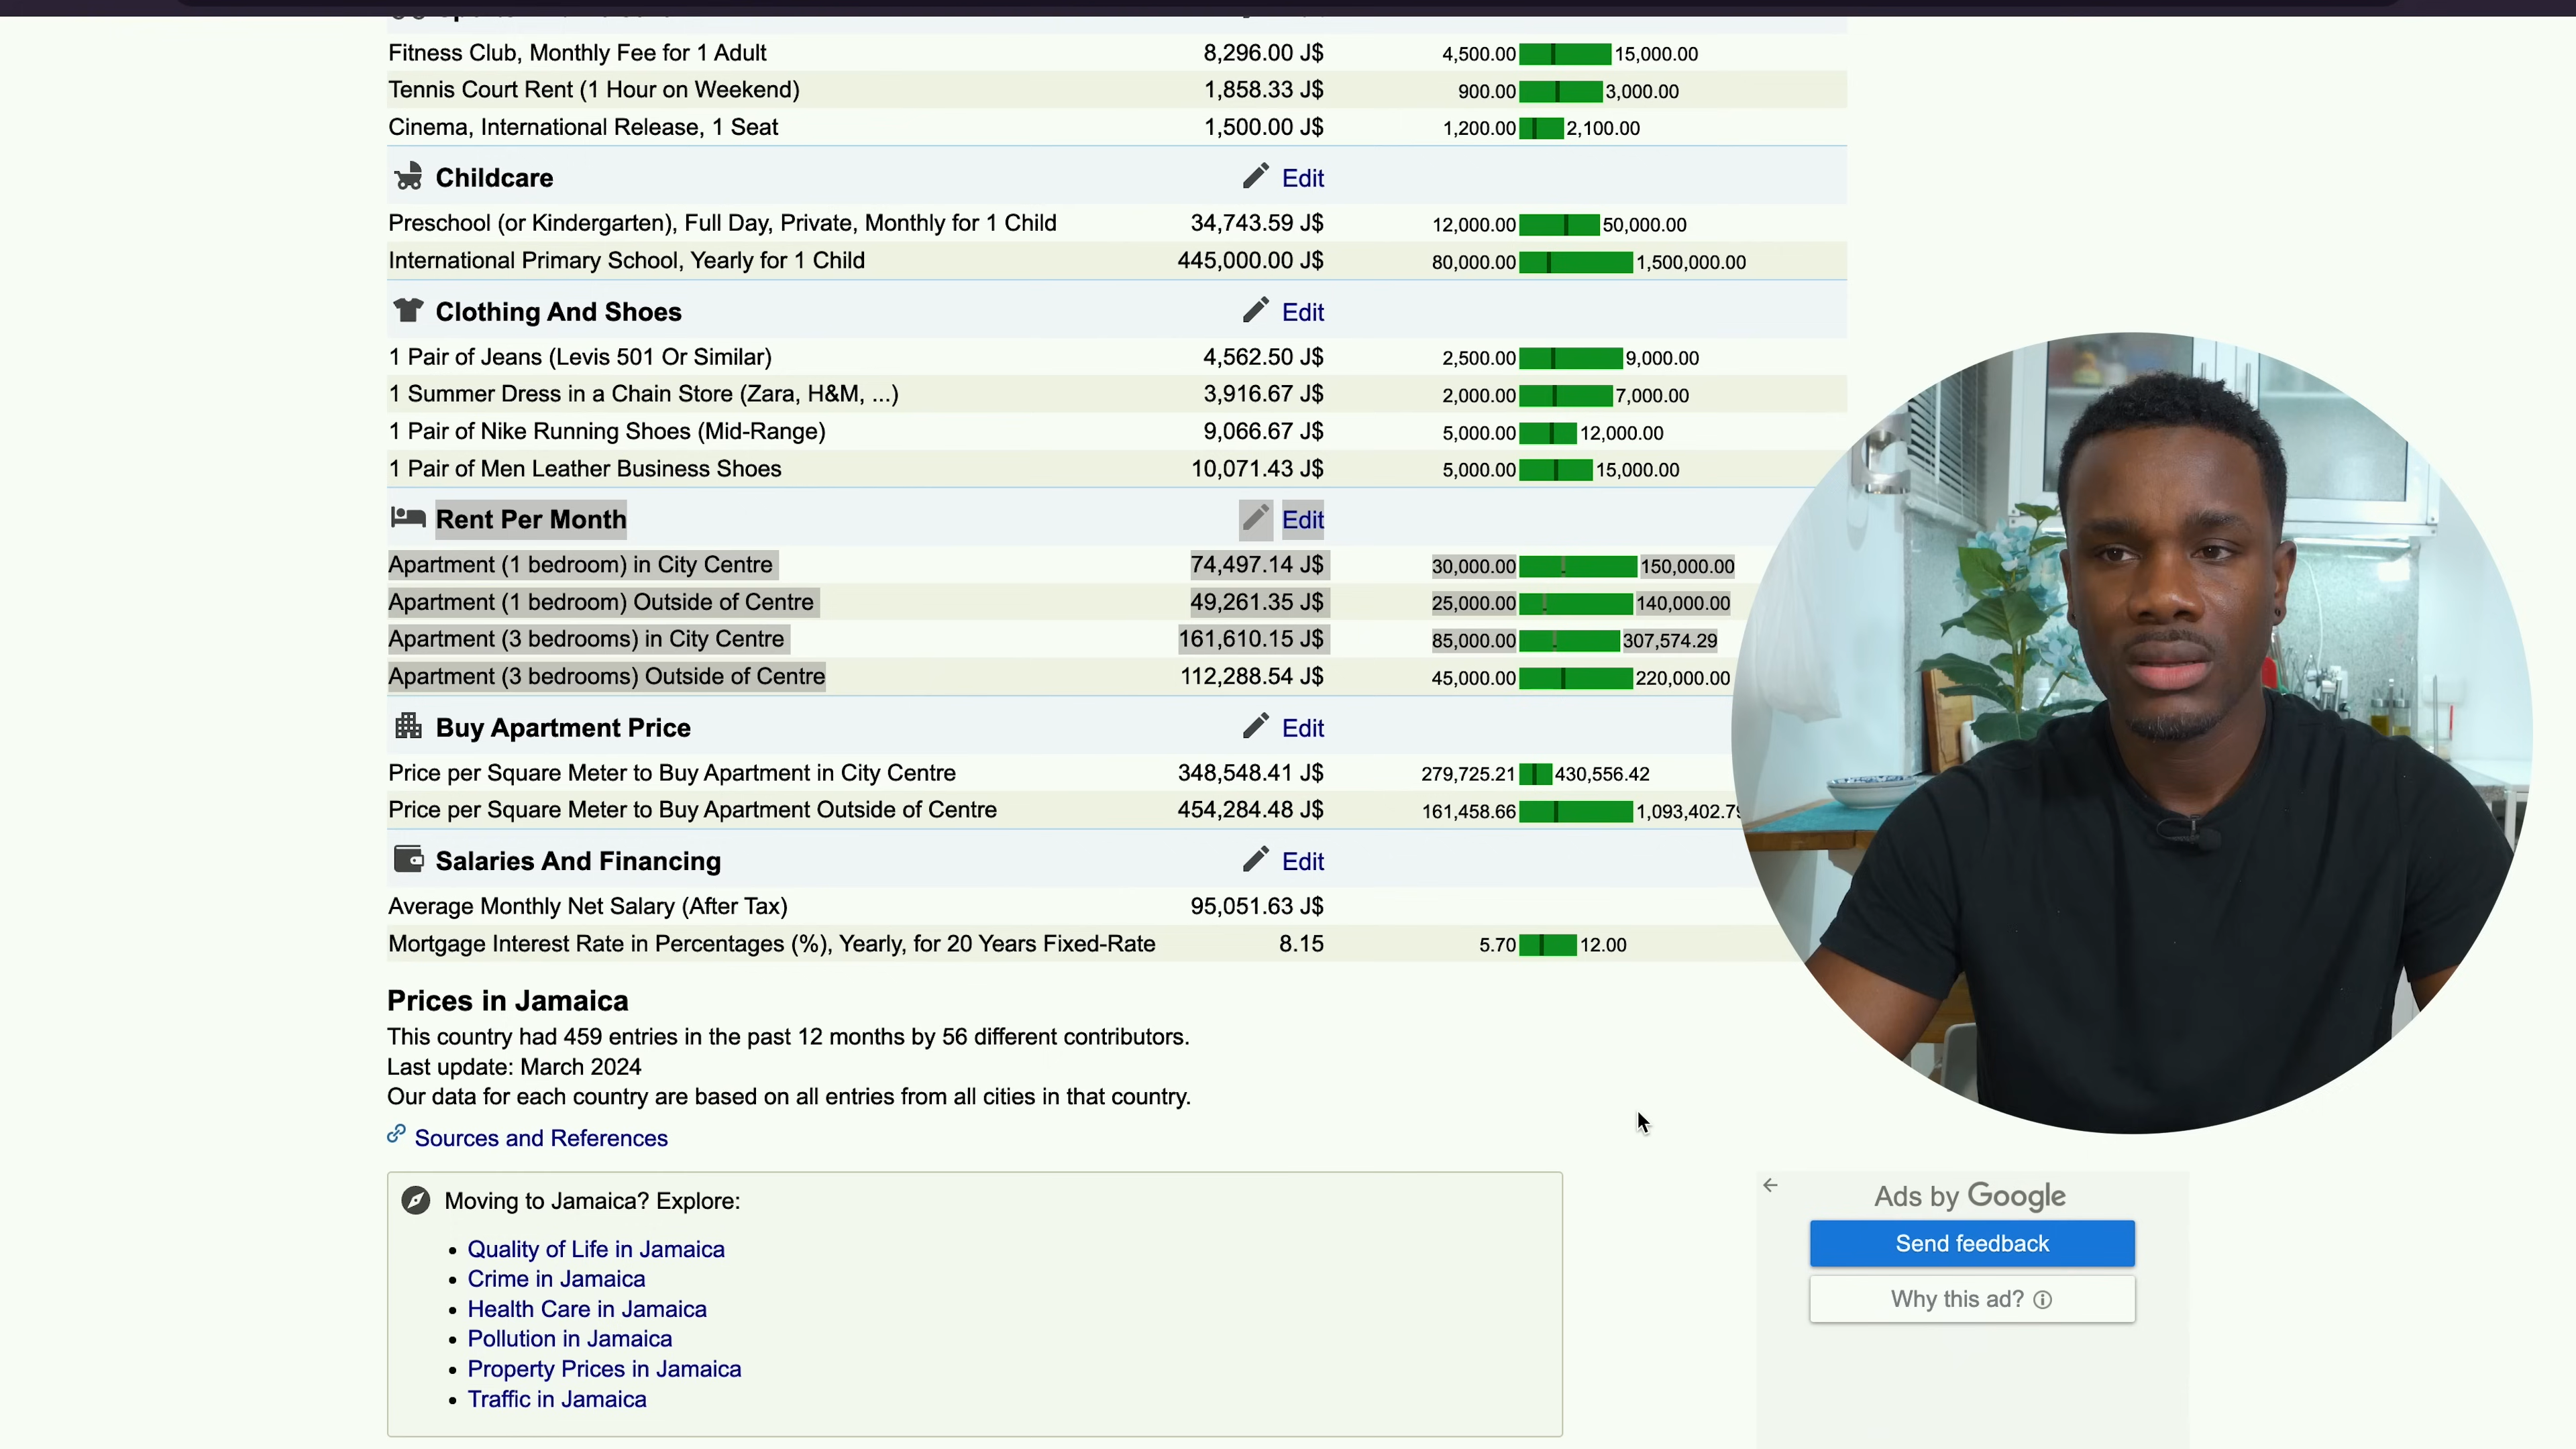 Fitness Club, Monthly Fee for 1 Adult 8,296.00 J$ 4,500.00 15,000.00
Tennis Court Rent (1 Hour on Weekend) 1,858.33 J$ 900.00 3,000.00
Cinema, International Release, 1 Seat 1,500.00 J$ 1,200.00 2,100.00
Childcare Edit
Preschool (or Kindergarten), Full Day, Private, Monthly for 1 Child 34,743.59 J$ 12,000.00 50,000.00
International Primary School, Yearly for 1 Child 445,000.00 J$ 80,000.00 1,500,000.00
Clothing And Shoes Edit
1 Pair of Jeans (Levis 501 Or Similar) 4,562.50 J$ 2,500.00 9,000.00
1 Summer Dress in a Chain Store (Zara, H&M, ...) 3,916.67 J$ 2,000.00 7,000.00
1 Pair of Nike Running Shoes (Mid-Range) 9,066.67 J$ 5,000.00 12,000.00
1 Pair of Men Leather Business Shoes 10,071.43 J$ 5,000.00 15,000.00
Rent Per Month Edit
Apartment (1 bedroom) in City Centre 74,497.14 J$ 30,000.00 150,000.00
Apartment (1 bedroom) Outside of Centre 49,261.35 J$ 25,000.00 140,000.00
Apartment (3 bedrooms) in City Centre 161,610.15 J$ 85,000.00 307,574.29
Apartment (3 bedrooms) Outside of Centre 112,288.54 J$ 45,000.00 220,000.00
Buy Apartment Price Edit
Price per Square Meter to Buy Apartment in City Centre 348,548.41 J$ 279,725.21 430,556.42
Price per Square Meter to Buy Apartment Outside of Centre 454,284.48 J$ 161,458.66 1,093,402.79
Salaries And Financing Edit
Average Monthly Net Salary (After Tax) 95,051.63 J$
Mortgage Interest Rate in Percentages (%), Yearly, for 20 Years Fixed-Rate 8.15 5.70 12.00
Prices in Jamaica
This country had 459 entries in the past 12 months by 56 different contributors.
Last update: March 2024
Our data for each country are based on all entries from all cities in that country.
Sources and References
Moving to Jamaica? Explore:
• Quality of Life in Jamaica
• Crime in Jamaica
• Health Care in Jamaica
• Pollution in Jamaica
• Property Prices in Jamaica
• Traffic in Jamaica
Ads by Google
Send feedback
Why this ad?